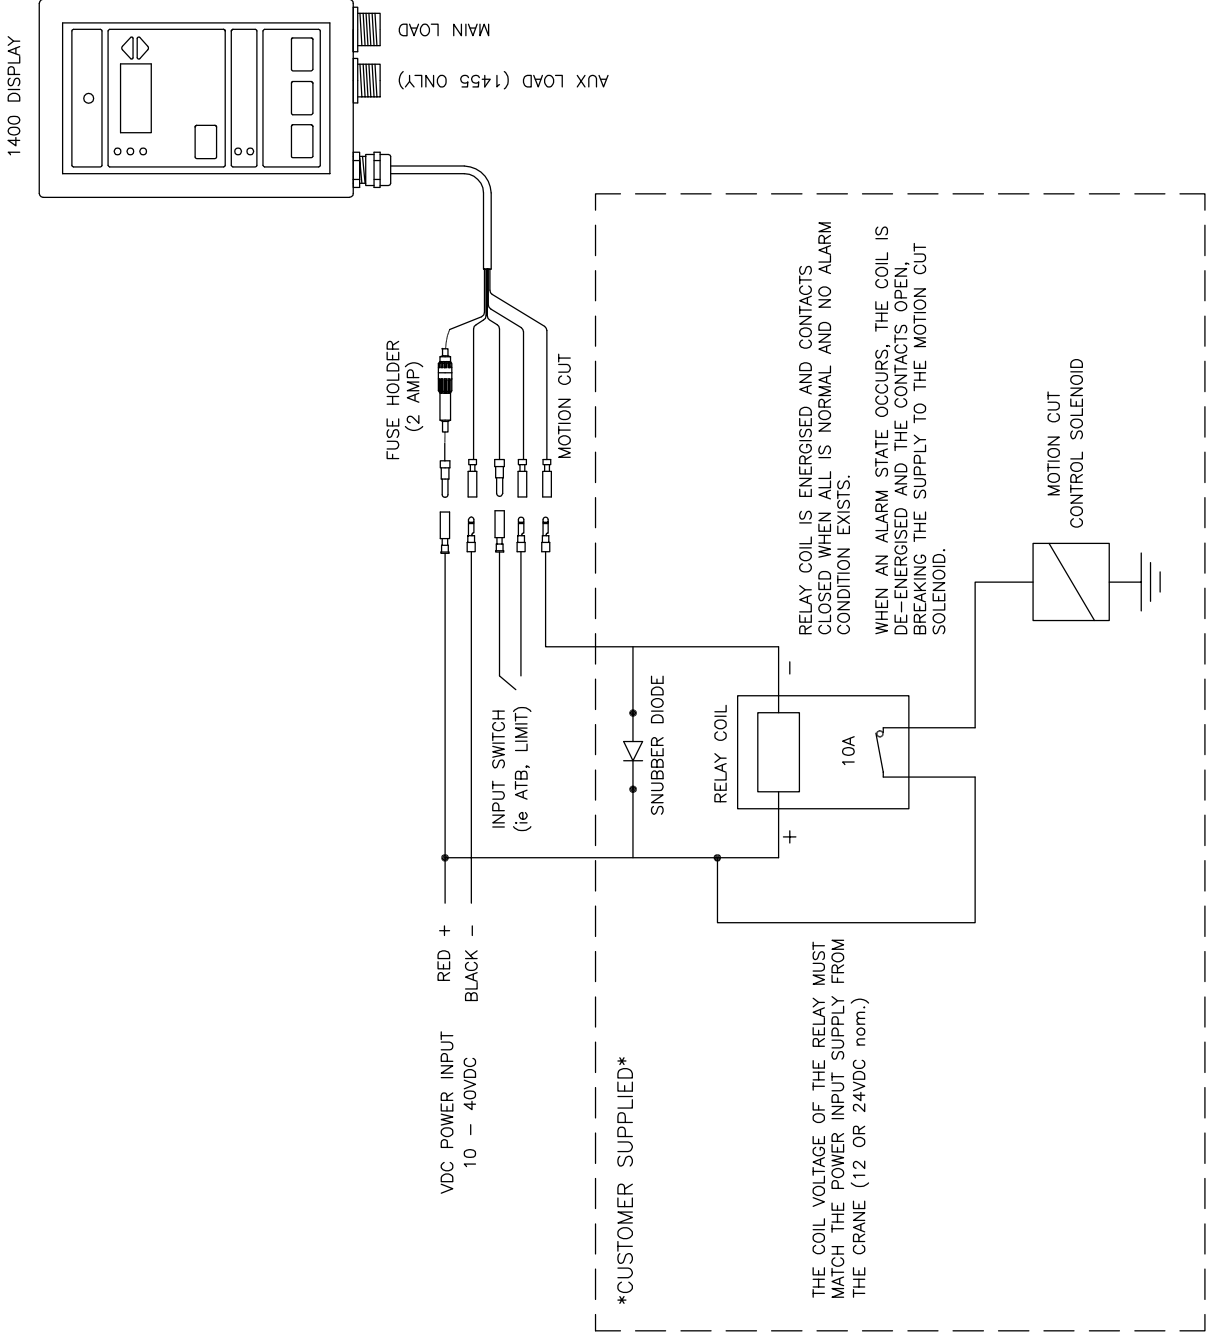 1400 DISPLAY
MAIN LOAD
AUX LOAD (1455 ONLY)
FUSE HOLDER
(2 AMP)
MOTION CUT
INPUT SWITCH
(ie ATB, LIMIT)
RED +
BLACK −
VDC POWER INPUT
10 − 40VDC
*CUSTOMER SUPPLIED*
SNUBBER DIODE
RELAY COIL
−
+
10A
RELAY COIL IS ENERGISED AND CONTACTS
CLOSED WHEN ALL IS NORMAL AND NO ALARM
CONDITION EXISTS.
WHEN AN ALARM STATE OCCURS, THE COIL IS
DE−ENERGISED AND THE CONTACTS OPEN,
BREAKING THE SUPPLY TO THE MOTION CUT
SOLENOID.
THE COIL VOLTAGE OF THE RELAY MUST
MATCH THE POWER INPUT SUPPLY FROM
THE CRANE (12 OR 24VDC nom.)
MOTION CUT
CONTROL SOLENOID